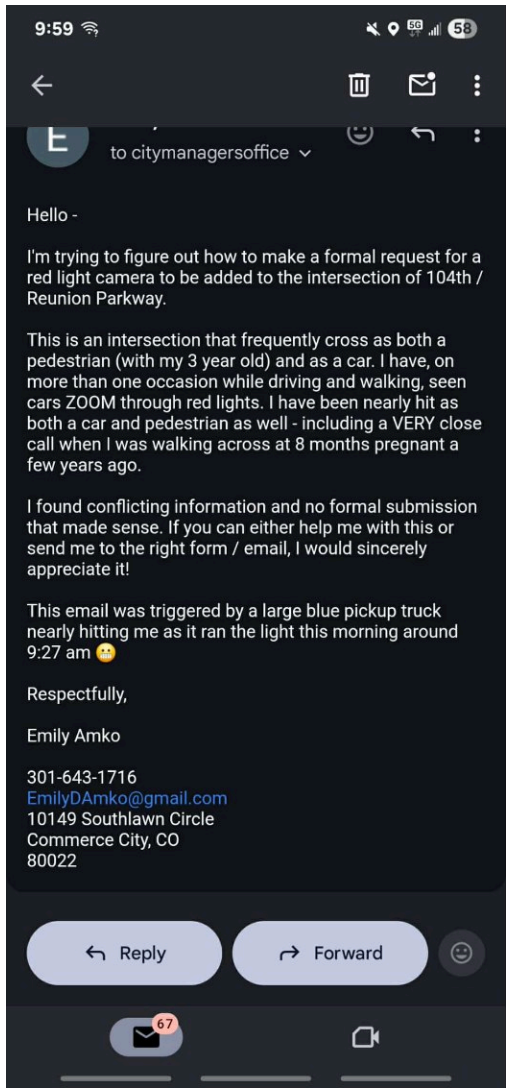 9:59
5G
58
E
to citymanagersoffice
Hello -
I'm trying to figure out how to make a formal request for a
red light camera to be added to the intersection of 104th /
Reunion Parkway.
This is an intersection that frequently cross as both a
pedestrian (with my 3 year old) and as a car. I have, on
more than one occasion while driving and walking, seen
cars ZOOM through red lights. I have been nearly hit as
both a car and pedestrian as well - including a VERY close
call when I was walking across at 8 months pregnant a
few years ago.
I found conflicting information and no formal submission
that made sense. If you can either help me with this or
send me to the right form / email, I would sincerely
appreciate it!
This email was triggered by a large blue pickup truck
nearly hitting me as it ran the light this morning around
9:27 am 😬
Respectfully,
Emily Amko
301-643-1716
EmilyDAmko@gmail.com
10149 Southlawn Circle
Commerce City, CO
80022
Reply
Forward
67